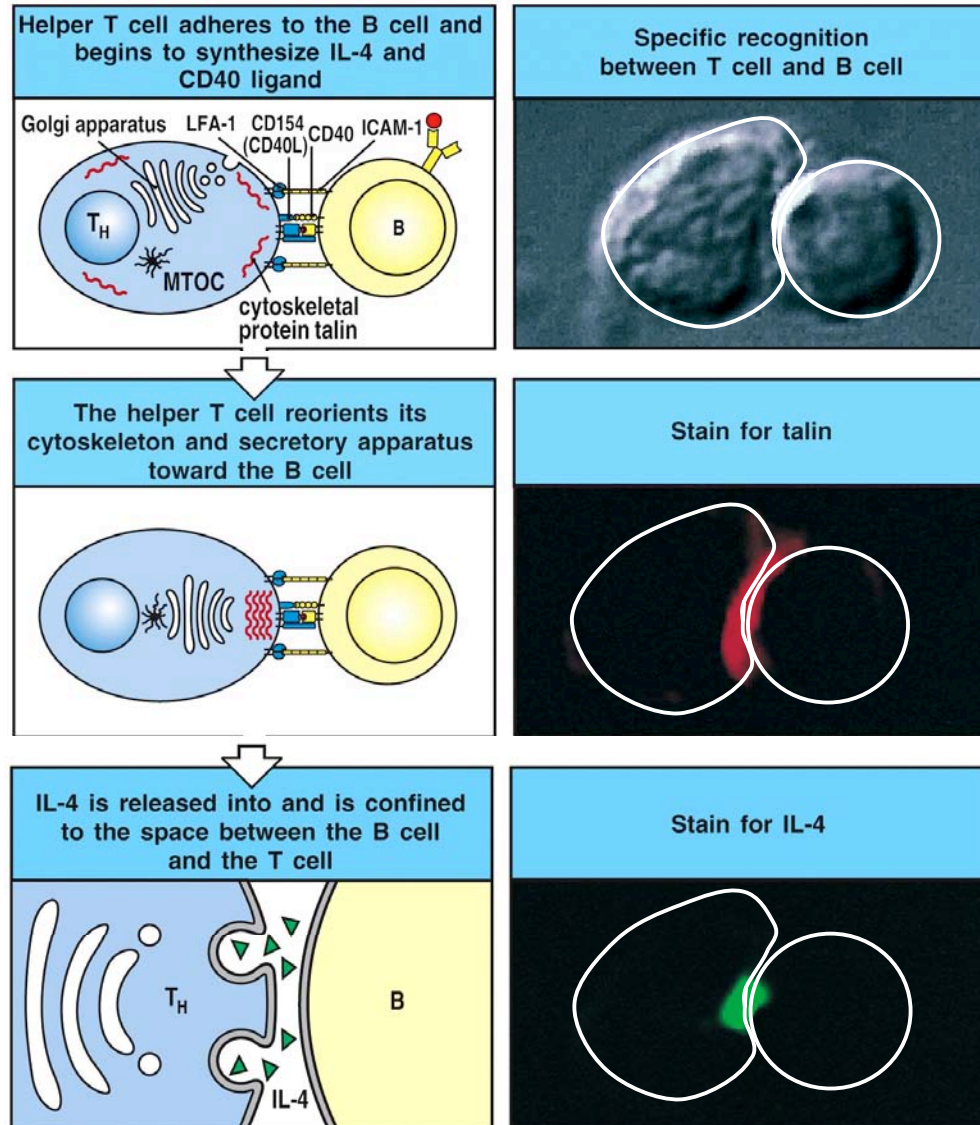 Helper T cell adheres to the B cell and
begins to synthesize IL-4 and
CD40 ligand
Specific recognition
between T cell and B cell
Golgi apparatus
LFA-1
CD154
(CD40L)
CD40
ICAM-1
TH
B
MTOC
cytoskeletal
protein talin
The helper T cell reorients its
cytoskeleton and secretory apparatus
toward the B cell
Stain for talin
IL-4 is released into and is confined
to the space between the B cell
and the T cell
Stain for IL-4
TH
B
IL-4